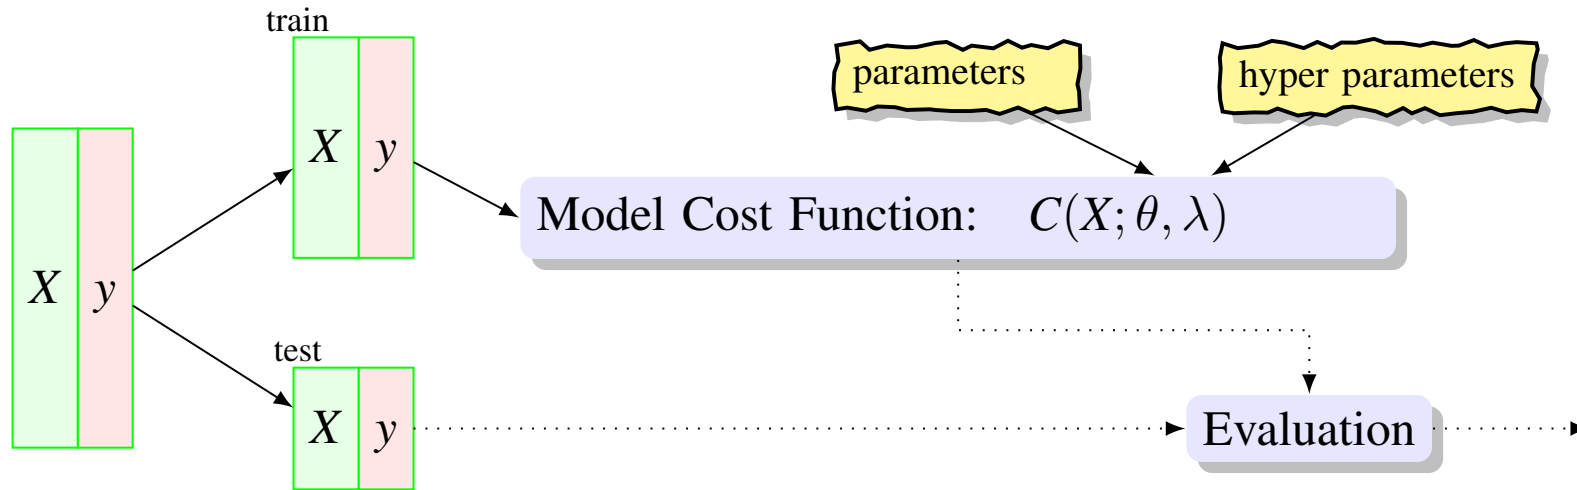 train
parameters
hyper parameters
X y
X y
Model Cost Function: C(X; θ, λ)
test
X y
Evaluation